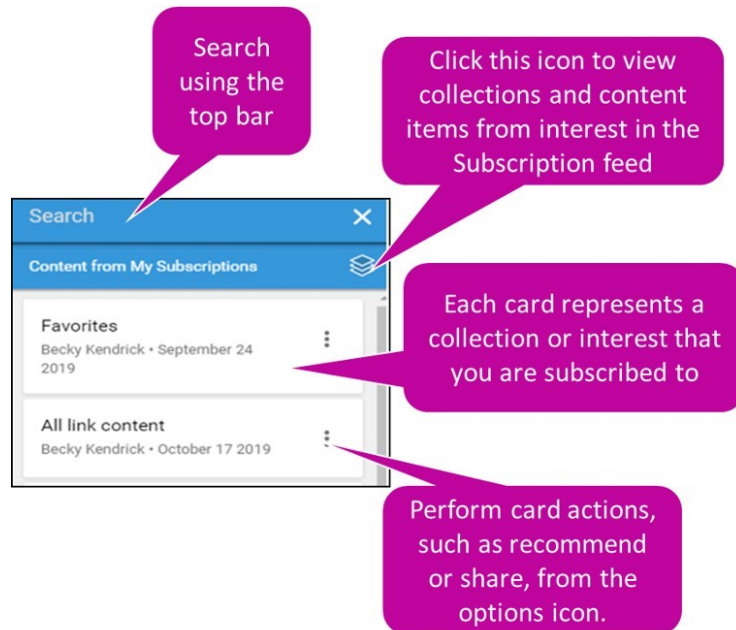 Search
using the
top bar
Click this icon to view
collections and content
items from interest in the
Subscription feed
Search
Content from My Subscriptions
Favorites
Becky Kendrick • September 24
2019
Each card represents a
collection or interest that
you are subscribed to
All link content
Becky Kendrick • October 17 2019
Perform card actions,
such as recommend
or share, from the
options icon.